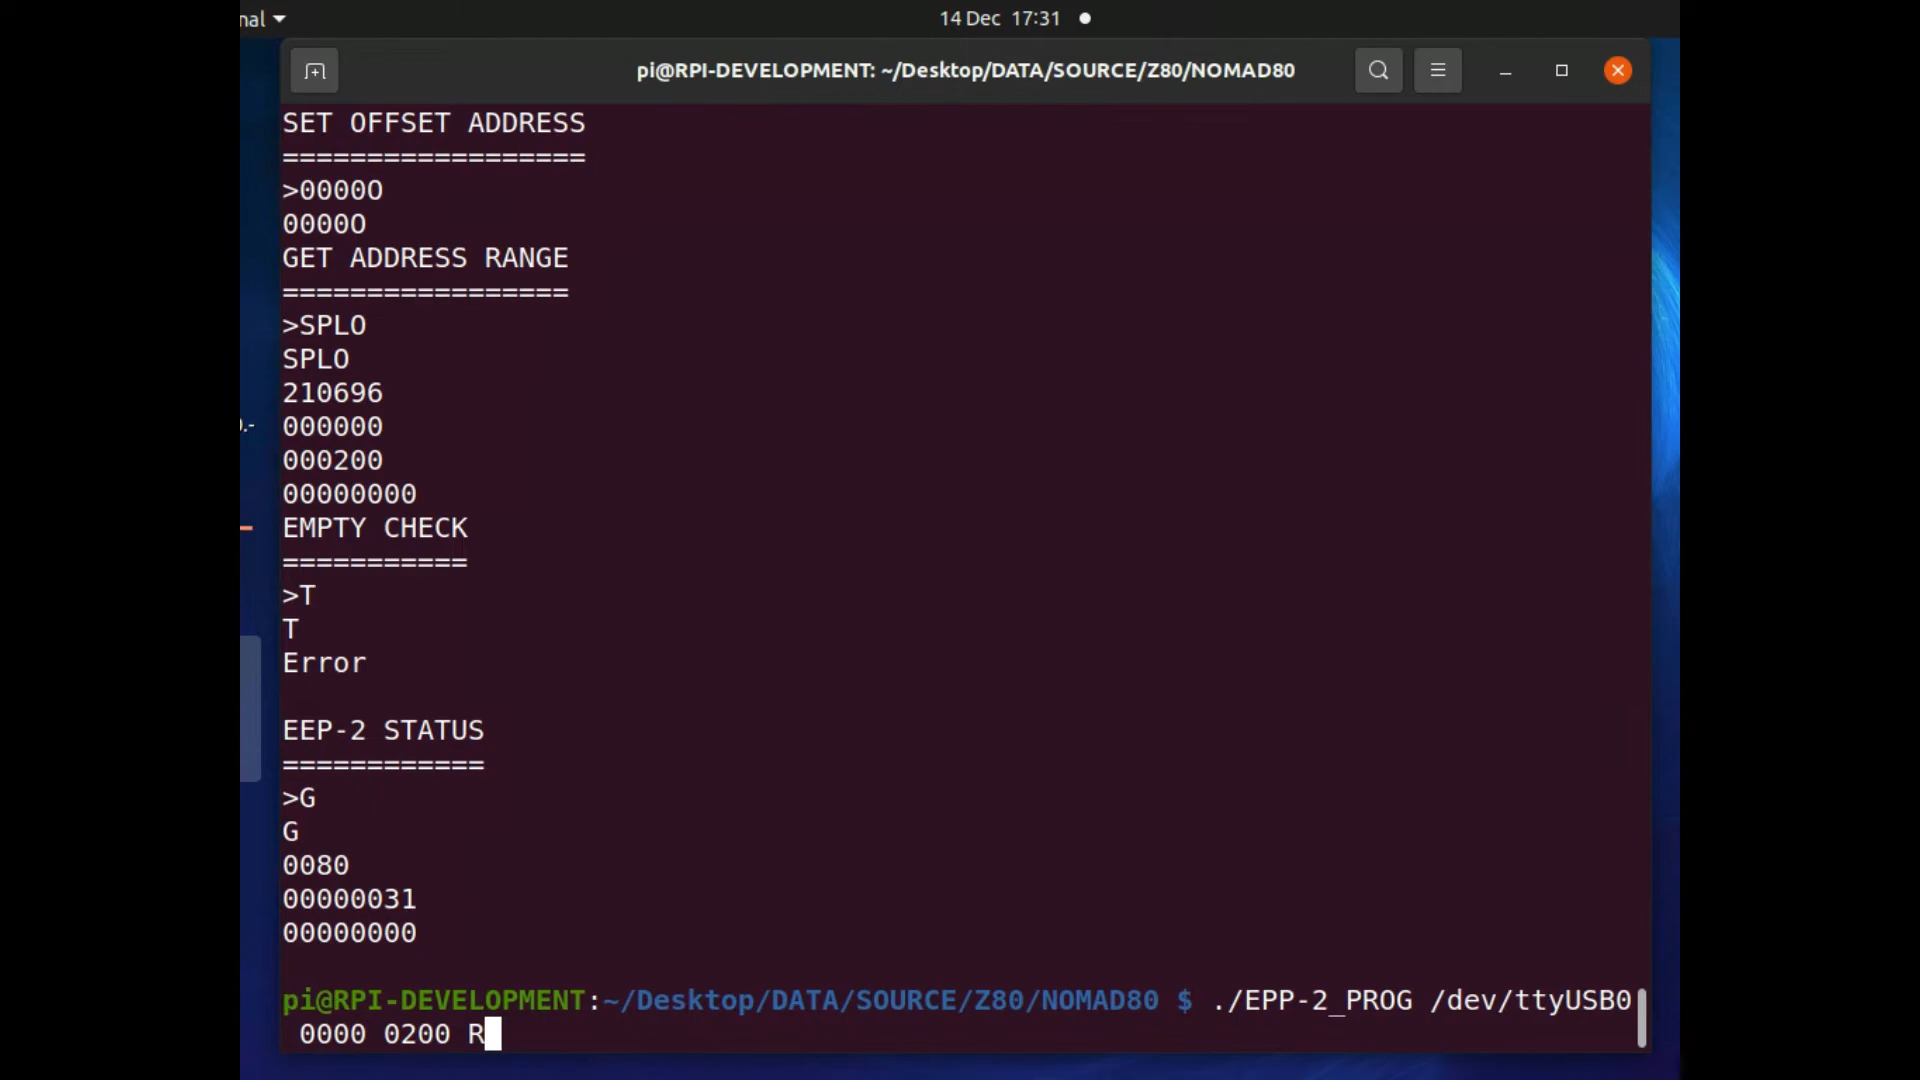 nal
14 Dec 17:31
pi@RPI-DEVELOPMENT: ~/Desktop/DATA/SOURCE/Z80/NOMAD80
SET OFFSET ADDRESS
==================
>0000O
0000O
GET ADDRESS RANGE
=================
>SPLO
SPLO
210696
000000
000200
00000000
EMPTY CHECK
===========
>T
T
Error
EEP-2 STATUS
============
>G
G
0080
00000031
00000000
pi@RPI-DEVELOPMENT:~/Desktop/DATA/SOURCE/Z80/NOMAD80 $ ./EPP-2_PROG /dev/ttyUSB0
0000 0200 R